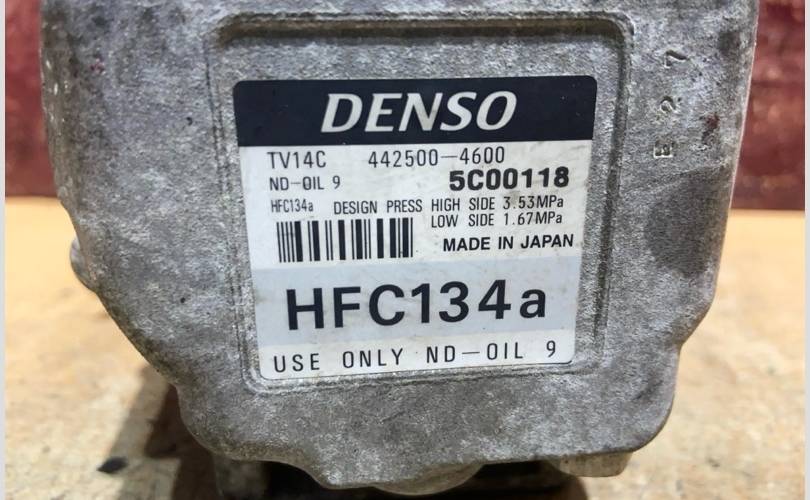 DENSO
TV14C 442500-4600
ND-OIL 9 5C00118
HFC134a DESIGN PRESS HIGH SIDE 3.53MPa
LOW SIDE 1.67MPa
MADE IN JAPAN
HFC134a
USE ONLY ND-OIL 9
E27